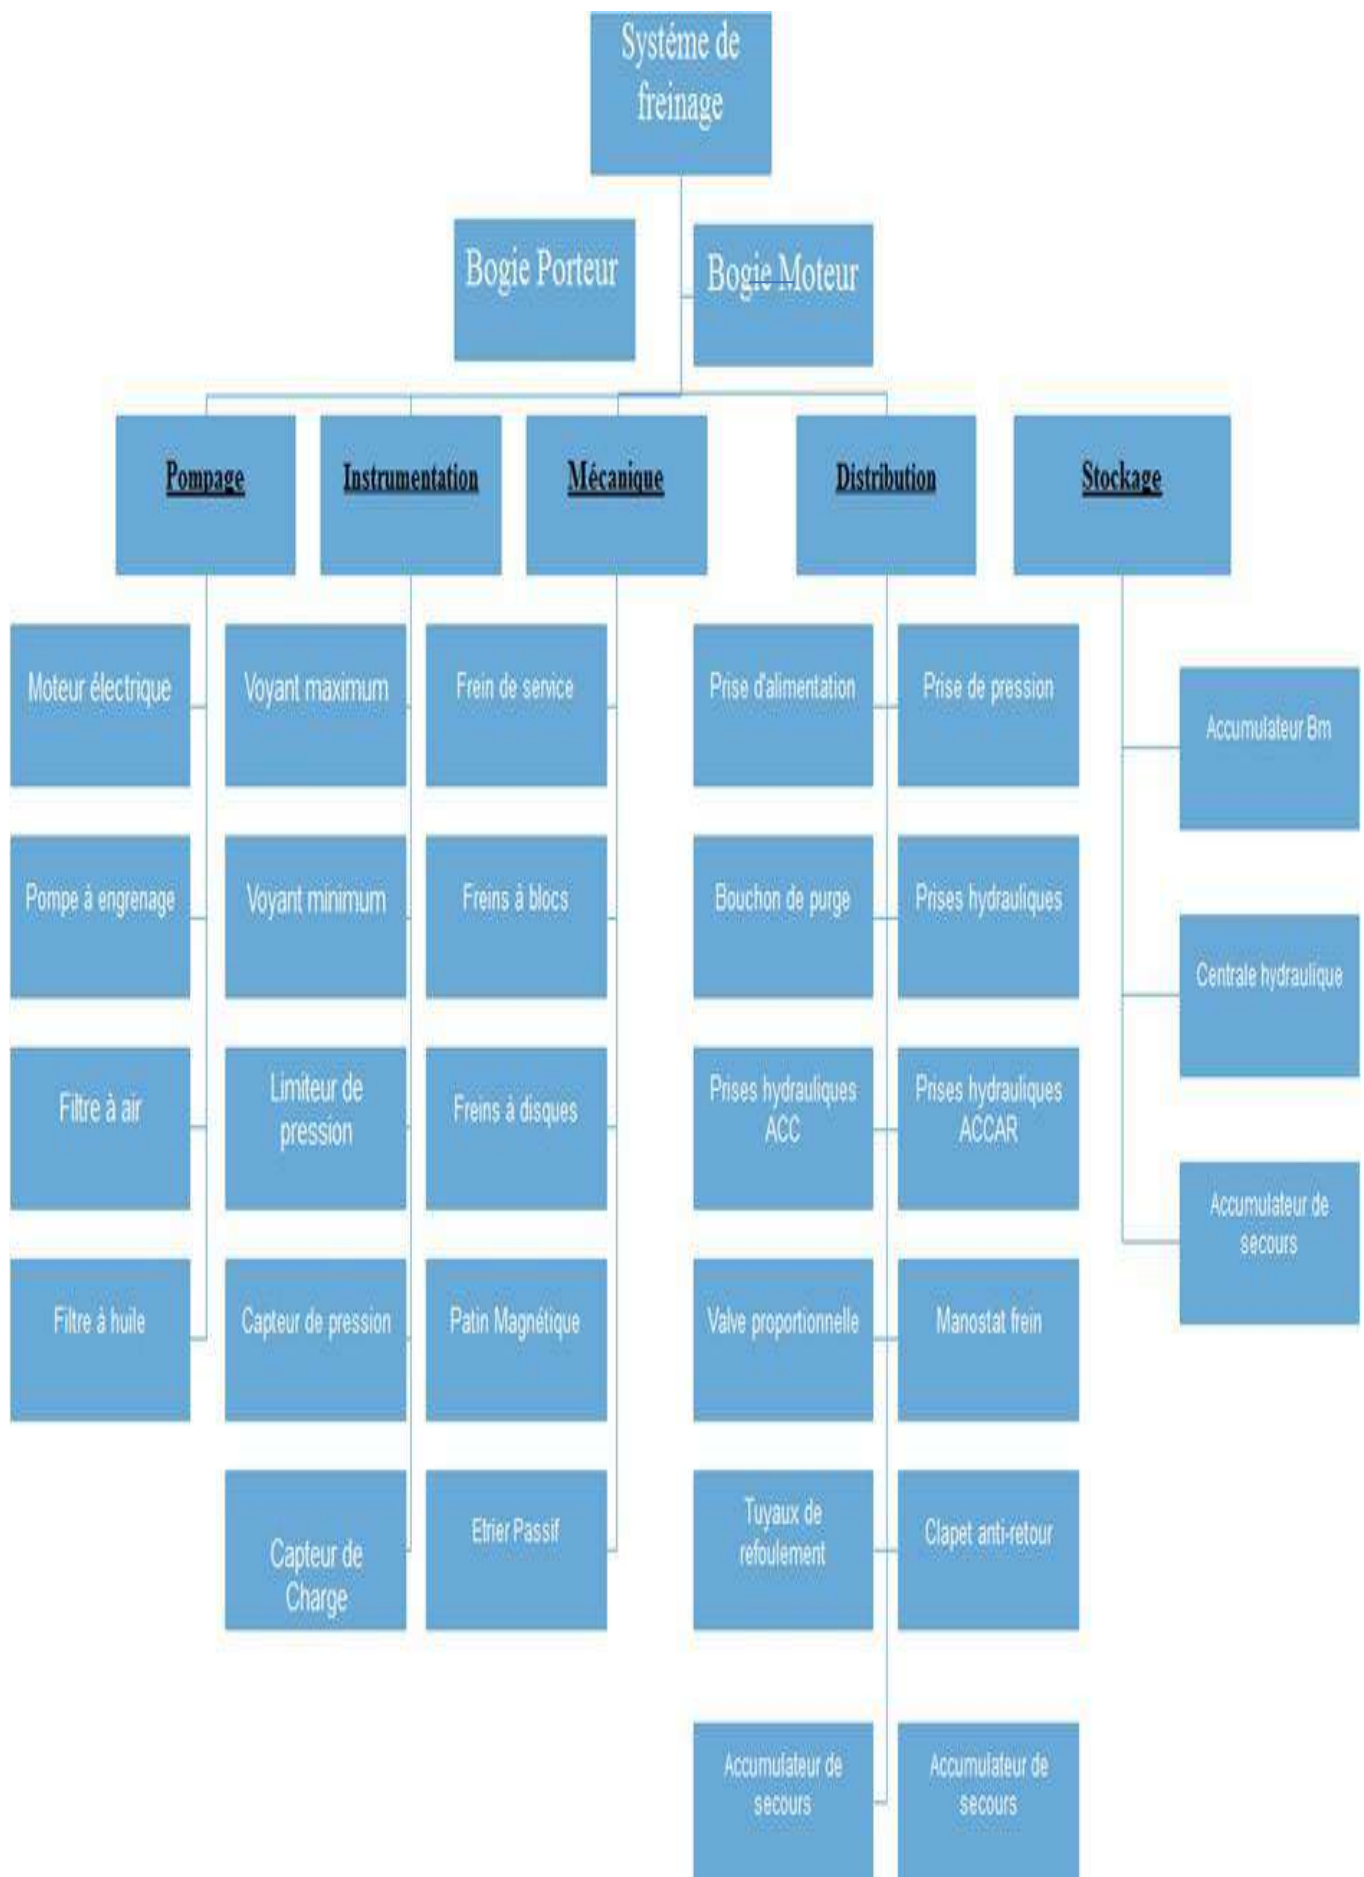 Systéme de
freinage
Bogie Porteur
Bogie Moteur
Pompage
Instrumentation
Mécanique
Distribution
Stockage
Moteur électrique
Voyant maximum
Frein de service
Prise d'alimentation
Prise de pression
Accumulateur Bm
Pompe à engrenage
Voyant minimum
Freins à blocs
Bouchon de purge
Prises hydrauliques
Centrale hydraulique
Filtre à air
Limiteur de
pression
Freins à disques
Prises hydrauliques
ACC
Prises hydrauliques
ACCAR
Accumulateur de
secours
Filtre à huile
Capteur de pression
Patin Magnétique
Valve proportionnelle
Manostat frein
Capteur de
Charge
Etrier Passif
Tuyaux de
refoulement
Clapet anti-retour
Accumulateur de
secours
Accumulateur de
secours